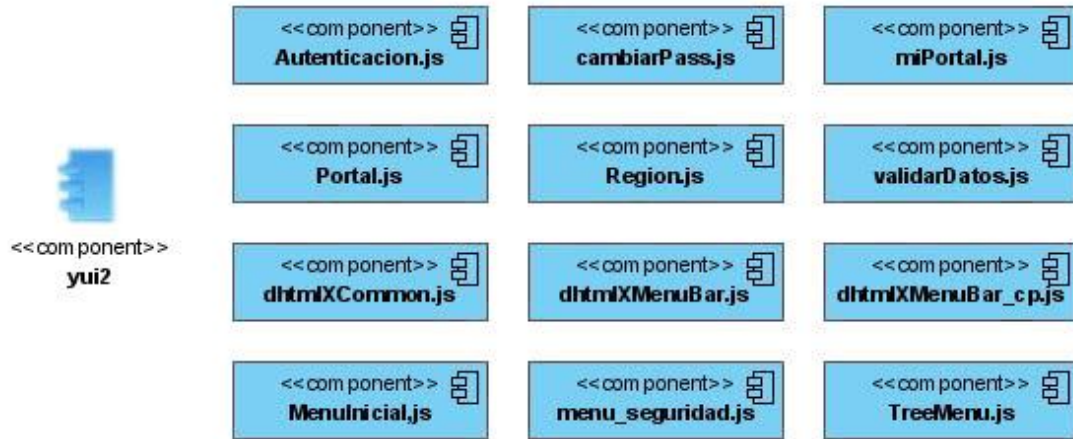 <<component>>
Autenticacion.js
<<component>>
cambiarPass.js
<<component>>
miPortal.js
<<component>>
Portal.js
<<component>>
Region.js
<<component>>
validarDatos.js
<<component>>
yui2
<<component>>
dhtmlXCommon.js
<<component>>
dhtmlXMenuBar.js
<<component>>
dhtmlXMenuBar_cp.js
<<component>>
MenuInicial,js
<<component>>
menu_seguridad.js
<<component>>
TreeMenu.js